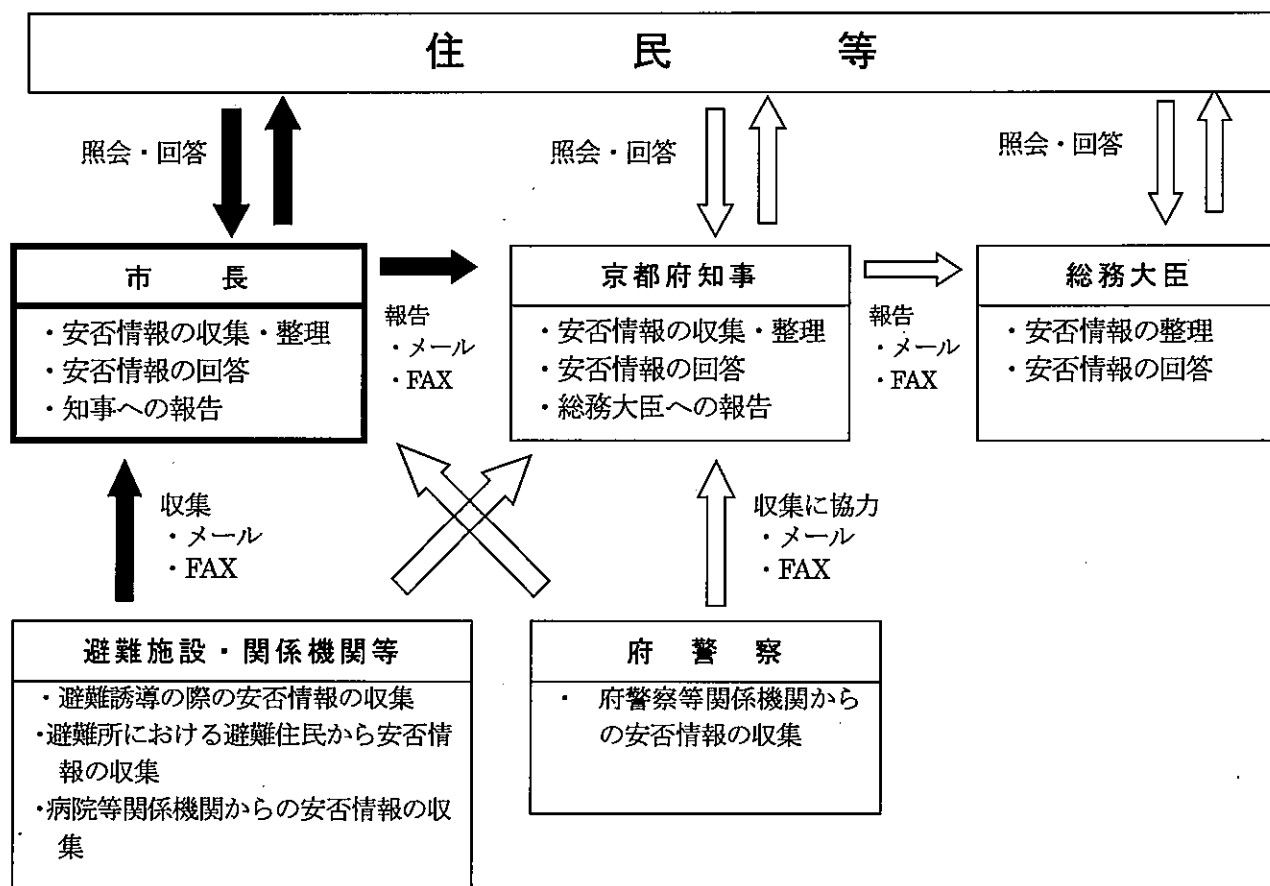 住民等
照会・回答
照会・回答
照会・回答
市長
・安否情報の収集・整理
・安否情報の回答
・知事への報告
報告
・メール
・FAX
京都府知事
・安否情報の収集・整理
・安否情報の回答
・総務大臣への報告
報告
・メール
・FAX
総務大臣
・安否情報の整理
・安否情報の回答
収集
・メール
・FAX
収集に協力
・メール
・FAX
避難施設・関係機関等
・避難誘導の際の安否情報の収集
・避難所における避難住民から安否情
報の収集
・病院等関係機関からの安否情報の収
集
府警察
・ 府警察等関係機関から
の安否情報の収集